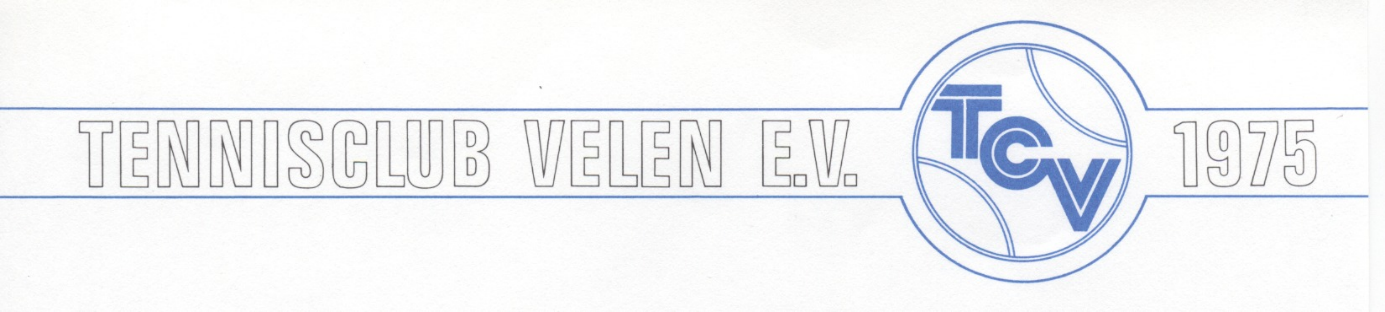 TENNISCLUB VELEN E.V. TCV 1975